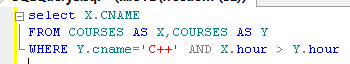 select X.CNAME
FROM COURSES AS X,COURSES AS Y
WHERE Y.cname='C++' AND X.hour > Y.hour